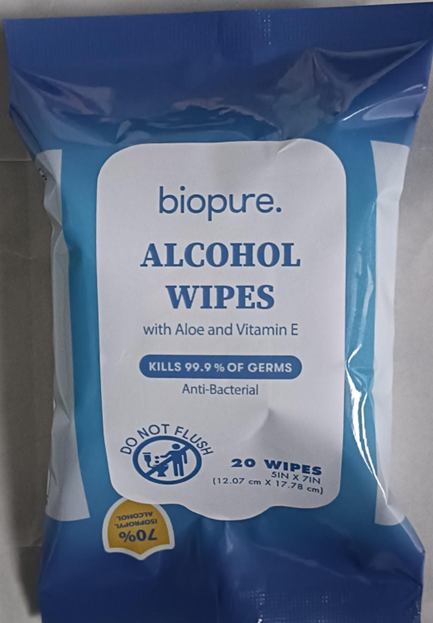 biopure.
ALCOHOL
WIPES
with Aloe and Vitamin E
KILLS 99.9% OF GERMS
Anti-Bacterial
DO NOT FLUSH
20 WIPES
5IN X 7IN
(12.07 cm X 17.78 cm)
70%
ISOPROPYL
ALCOHOL